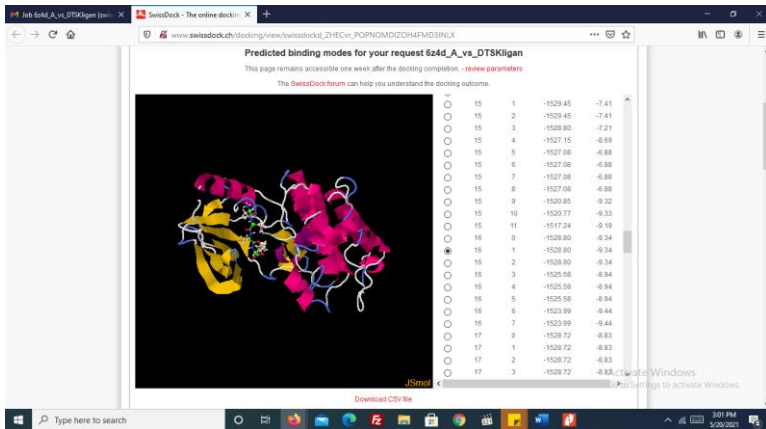 Job 6olid_A_vs_DTSKligan (swis
SwissDock - The online dockin
www.swissdock.ch/docking/view/swissdockd_ZHECvr_POPNOMDIZOH4FMD3INLX
Predicted binding modes for your request 6z4d_A_vs_DTSKligan
This page remains accessible one week after the docking completion. - review parameters
The SwissDock forum can help you understand the docking outcome.
15 1 -1529.45 -7.41
15 2 -1529.45 -7.41
15 3 -1528.80 -7.21
15 4 -1527.15 -8.69
15 5 -1527.08 -6.88
15 6 -1527.08 -6.88
15 7 -1527.08 -6.88
15 8 -1527.08 -6.88
15 9 -1520.85 -9.32
15 10 -1520.77 -9.33
15 11 -1517.24 -9.19
16 0 -1528.80 -9.34
16 1 -1528.80 -9.34
16 2 -1528.80 -9.34
16 3 -1525.58 -8.94
16 4 -1525.58 -8.94
16 5 -1525.58 -8.94
16 6 -1523.99 -9.44
16 7 -1523.99 -9.44
17 0 -1528.72 -8.83
17 1 -1528.72 -8.83
17 2 -1528.72 -8.83
17 3 -1528.72 -8.83
JSmol
Activate Windows
Go to Settings to activate Windows.
Download CSV file
Type here to search
3:01 PM
5/20/2021